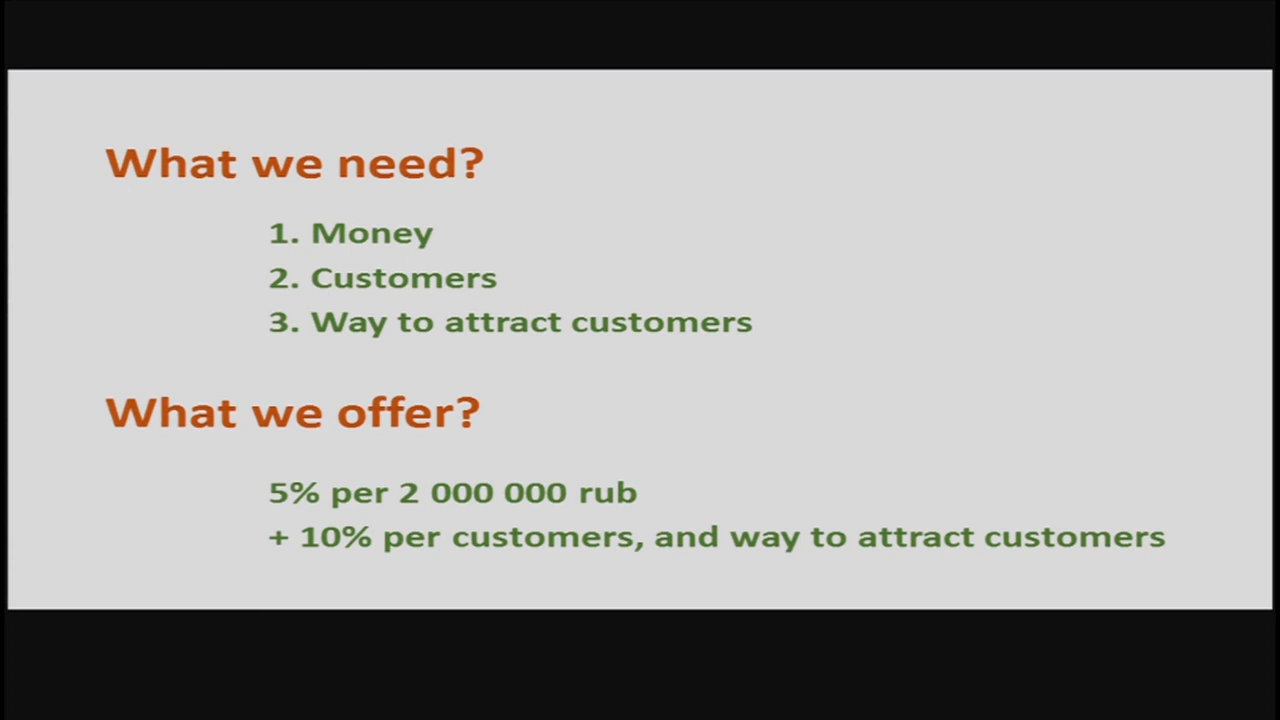 What we need?
1. Money
2. Customers
3. Way to attract customers
What we offer?
5% per 2 000 000 rub
+ 10% per customers, and way to attract customers